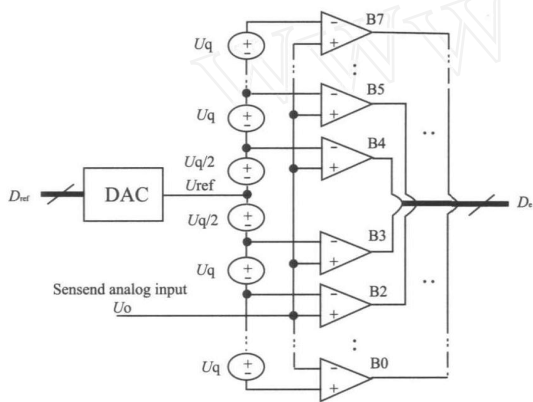 B7
Uq
B5
Uq
B4
Uq/2
Dref
DAC
Uref
De
Uq/2
B3
Uq
Sensend analog input
B2
Uo
Uq
B0
WWW